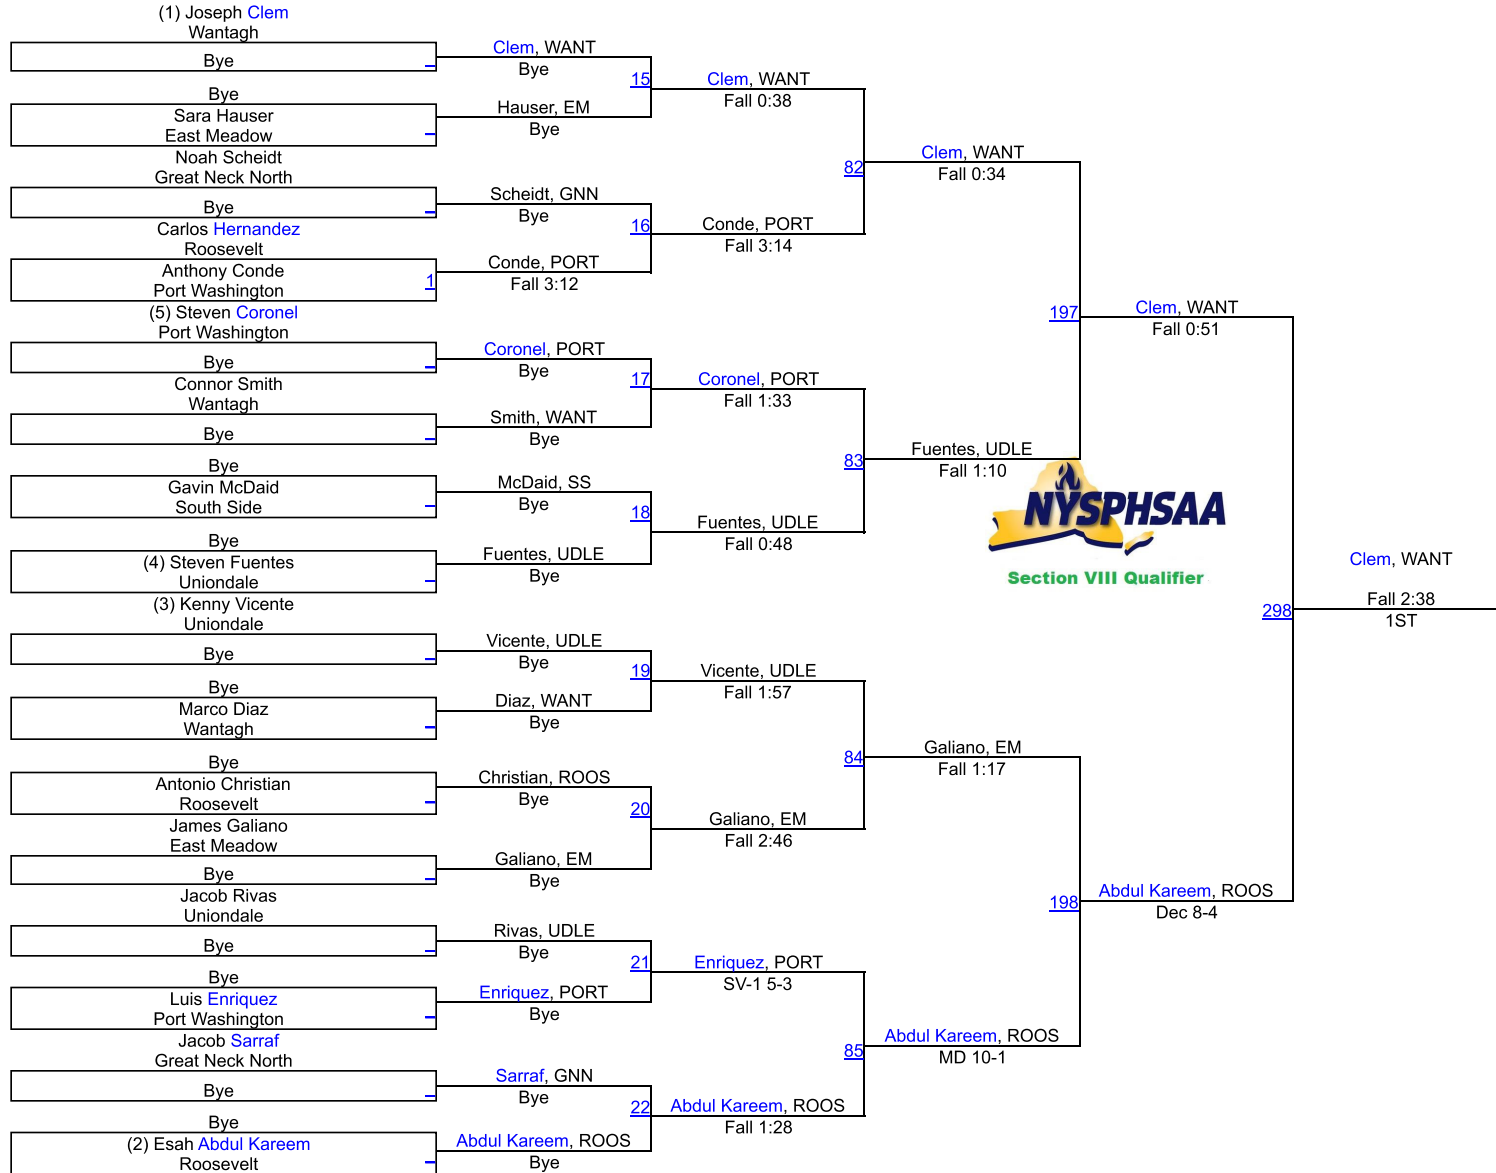 (1) Joseph Clem
Wantagh
Bye
Bye
Sara Hauser
East Meadow
Noah Scheidt
Great Neck North
Bye
Carlos Hernandez
Roosevelt
Anthony Conde
Port Washington
1
(5) Steven Coronel
Port Washington
Bye
Connor Smith
Wantagh
Bye
Bye
Gavin McDaid
South Side
Bye
(4) Steven Fuentes
Uniondale
(3) Kenny Vicente
Uniondale
Bye
Bye
Marco Diaz
Wantagh
Bye
Antonio Christian
Roosevelt
James Galiano
East Meadow
Bye
Jacob Rivas
Uniondale
Bye
Bye
Luis Enriquez
Port Washington
Jacob Sarraf
Great Neck North
Bye
Bye
(2) Esah Abdul Kareem
Roosevelt
Clem, WANT
Bye
15
Hauser, EM
Bye
Scheidt, GNN
Bye
16
Conde, PORT
Fall 3:12
Coronel, PORT
Bye
17
Smith, WANT
Bye
McDaid, SS
Bye
18
Fuentes, UDLE
Bye
Vicente, UDLE
Bye
19
Diaz, WANT
Bye
Christian, ROOS
Bye
20
Galiano, EM
Bye
Rivas, UDLE
Bye
21
Enriquez, PORT
Bye
Sarraf, GNN
Bye
22
Abdul Kareem, ROOS
Bye
Clem, WANT
Fall 0:38
82
Conde, PORT
Fall 3:14
Coronel, PORT
Fall 1:33
83
Fuentes, UDLE
Fall 0:48
Vicente, UDLE
Fall 1:57
84
Galiano, EM
Fall 2:46
Enriquez, PORT
SV-1 5-3
85
Abdul Kareem, ROOS
Fall 1:28
Clem, WANT
Fall 0:34
197
Fuentes, UDLE
Fall 1:10
NYSPHSAA
Section VIII Qualifier
Galiano, EM
Fall 1:17
198
Abdul Kareem, ROOS
MD 10-1
Clem, WANT
Fall 0:51
298
Abdul Kareem, ROOS
Dec 8-4
Clem, WANT
Fall 2:38
1ST